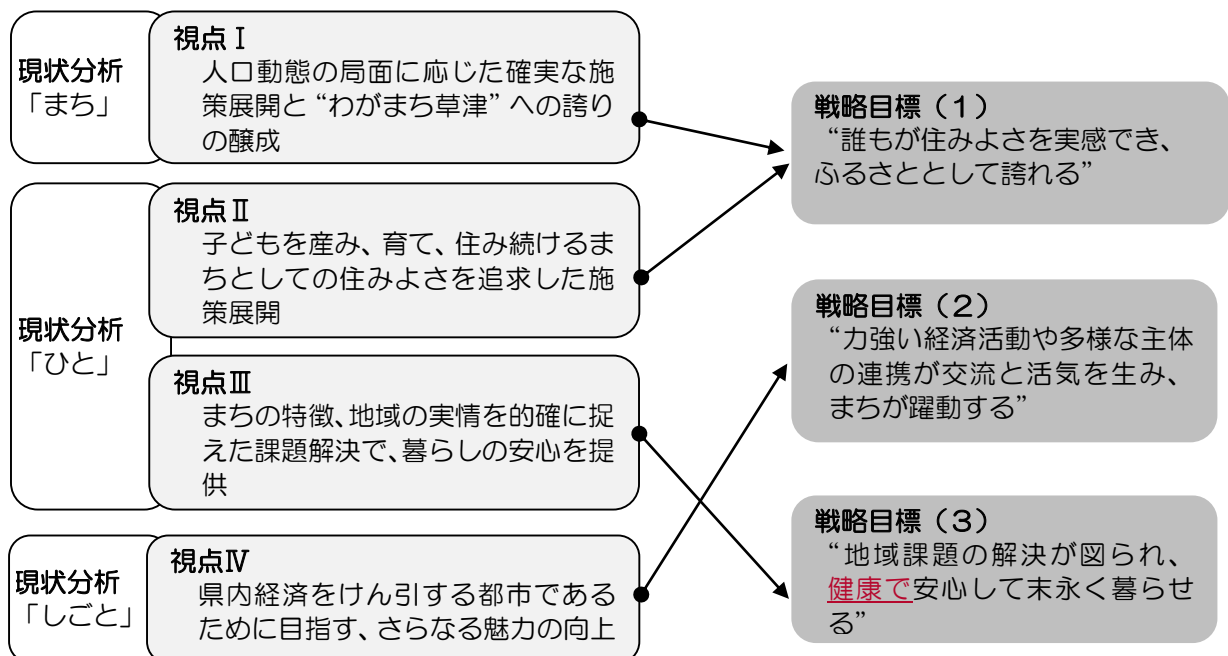 現状分析
「まち」
視点Ⅰ
人口動態の局面に応じた確実な施
策展開と“わがまち草津”への誇り
の醸成
現状分析
「ひと」
視点Ⅱ
子どもを産み、育て、住み続けるま
ちとしての住みよさを追求した施
策展開
視点Ⅲ
まちの特徴、地域の実情を的確に捉
えた課題解決で、暮らしの安心を提
供
現状分析
「しごと」
視点Ⅳ
県内経済をけん引する都市である
ために目指す、さらなる魅力の向上
戦略目標（１）
“誰もが住みよさを実感でき、
ふるさととして誇れる”
戦略目標（２）
“力強い経済活動や多様な主体
の連携が交流と活気を生み、
まちが躍動する”
戦略目標（３）
“地域課題の解決が図られ、
健康で安心して末永く暮らせ
る”